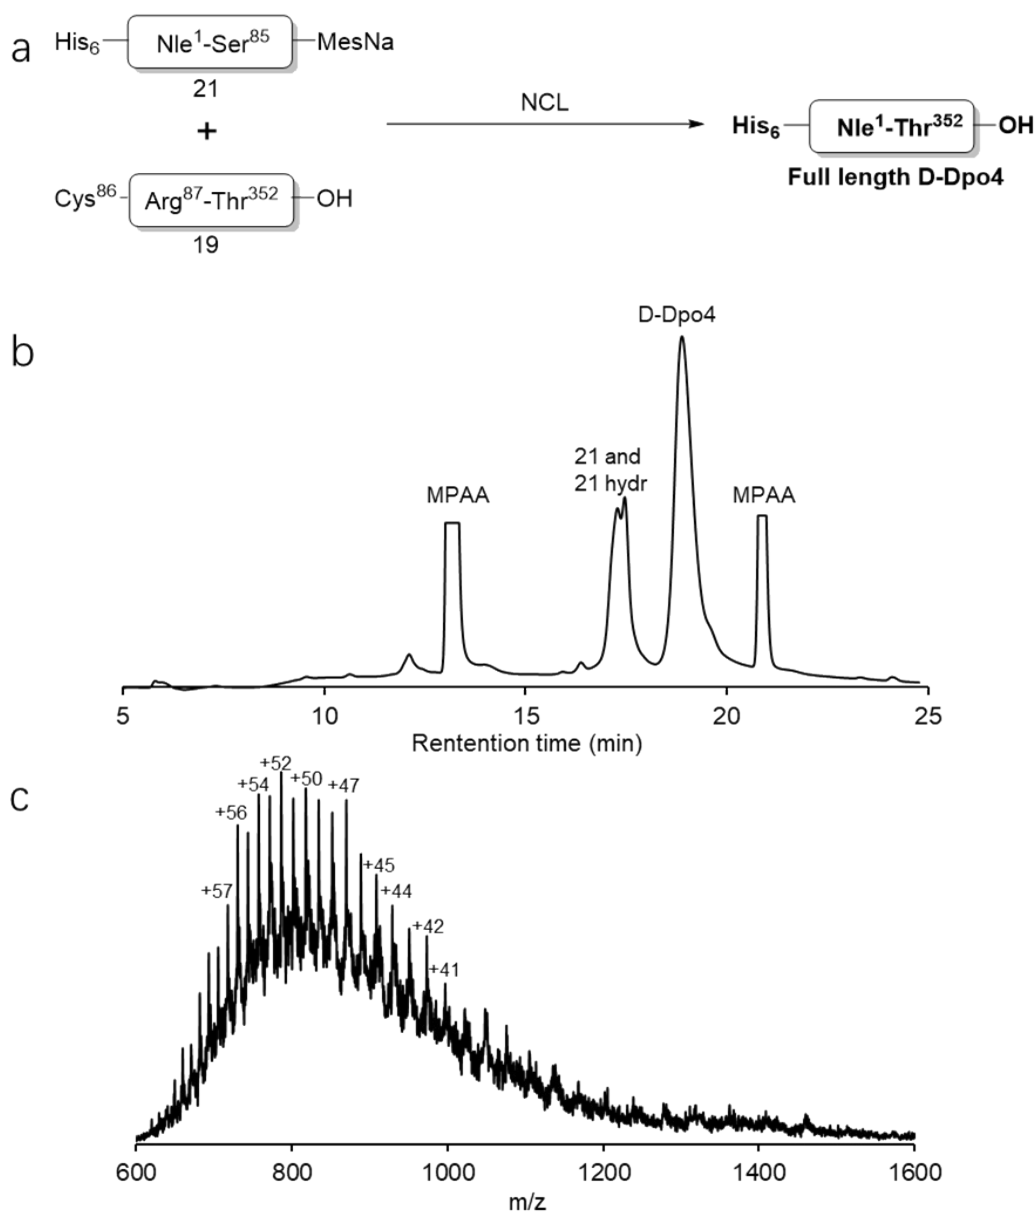 a
His₆ Nle¹-Ser⁸⁵ MesNa
21
+
NCL
His₆ Nle¹-Thr³⁵² OH
Full length D-Dpo4
Cys⁸⁶ Arg⁸⁷-Thr³⁵² OH
19
b
D-Dpo4
21 and
21 hydr
MPAA
MPAA
5 10 15 20 25
Rentention time (min)
c
+52
+54 +50 +47
+56
+57
+45
+44
+42
+41
600 800 1000 1200 1400 1600
m/z